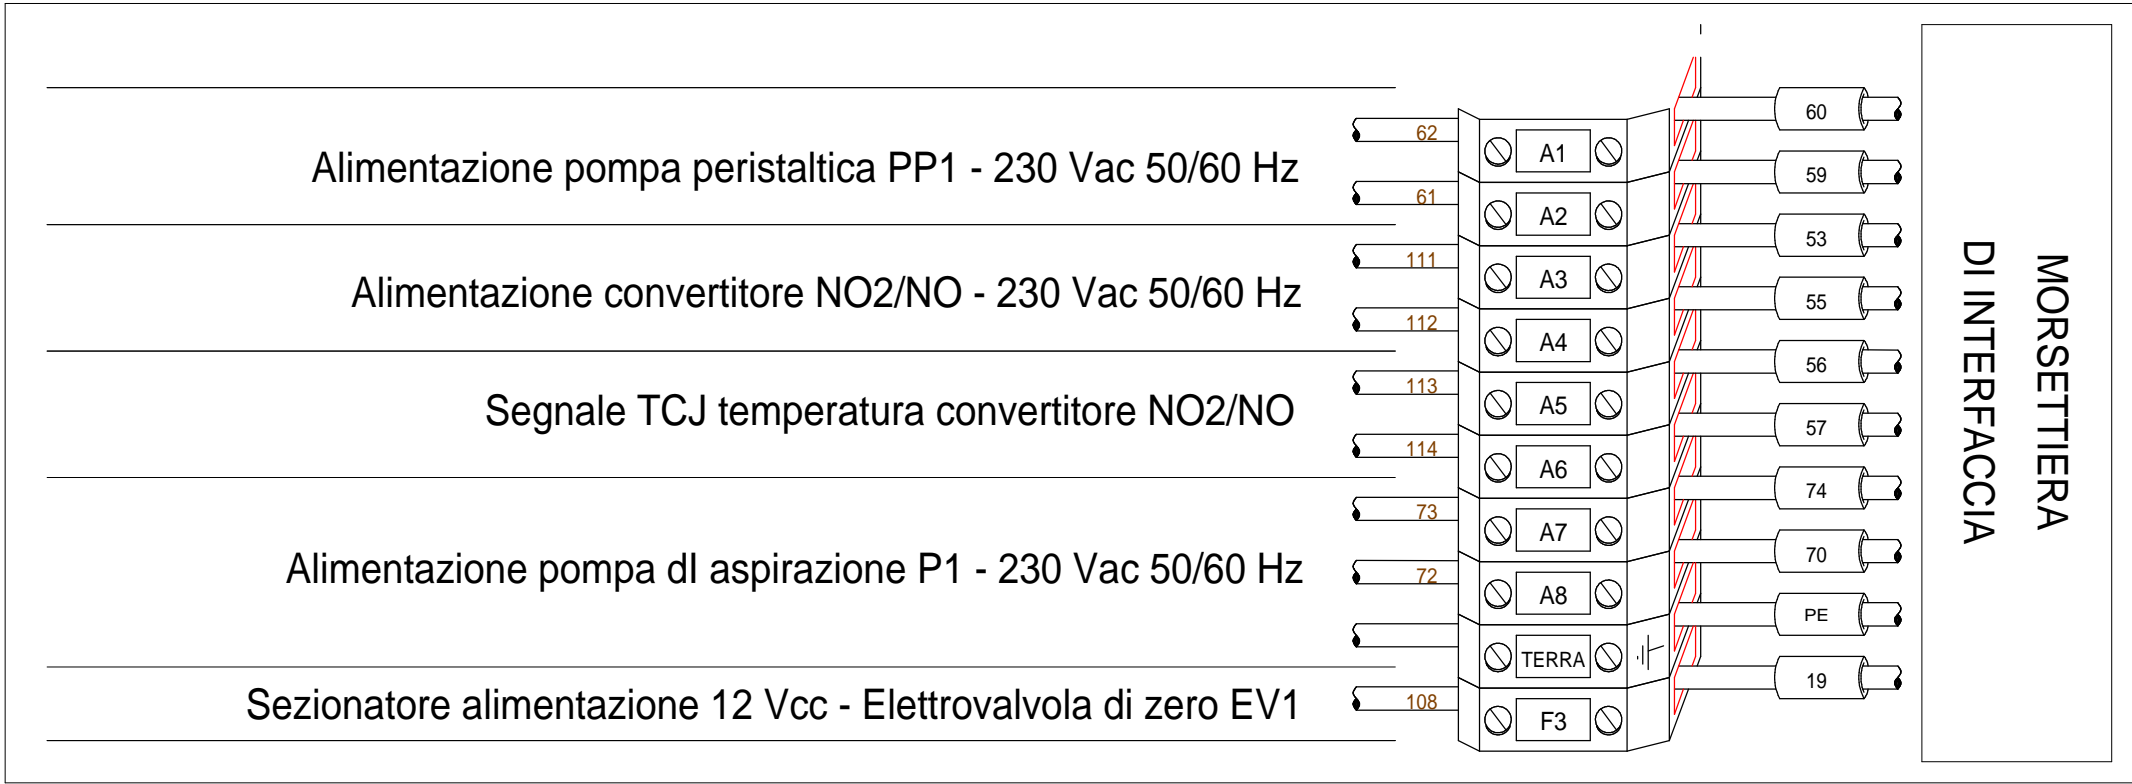 60
62
A1
Alimentazione pompa peristaltica PP1 - 230 Vac 50/60 Hz
59
61
A2
53
111
A3
Alimentazione convertitore NO2/NO - 230 Vac 50/60 Hz
55
112
A4
56
113
A5
Segnale TCJ temperatura convertitore NO2/NO
57
114
A6
74
73
A7
Alimentazione pompa dI aspirazione P1 - 230 Vac 50/60 Hz
70
72
A8
PE
TERRA
19
Sezionatore alimentazione 12 Vcc - Elettrovalvola di zero EV1
108
F3
MORSETTIERA
DI INTERFACCIA